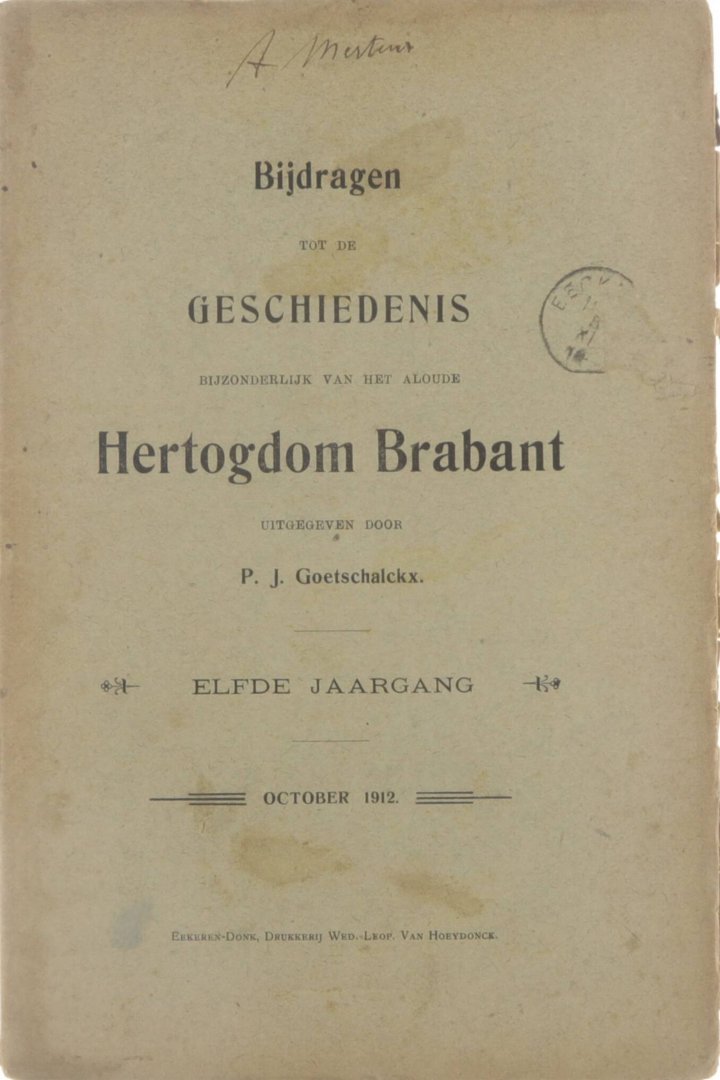 A Mertens
Bijdragen
TOT DE
GESCHIEDENIS
BIJZONDERLIJK VAN HET ALOUDE
Hertogdom Brabant
UITGEGEVEN DOOR
P. J. Goetschalckx.
ELFDE JAARGANG
OCTOBER 1912.
EEKEREN-DONK, DRUKKERIJ WED.-LEOP. VAN HOEYDONCK.